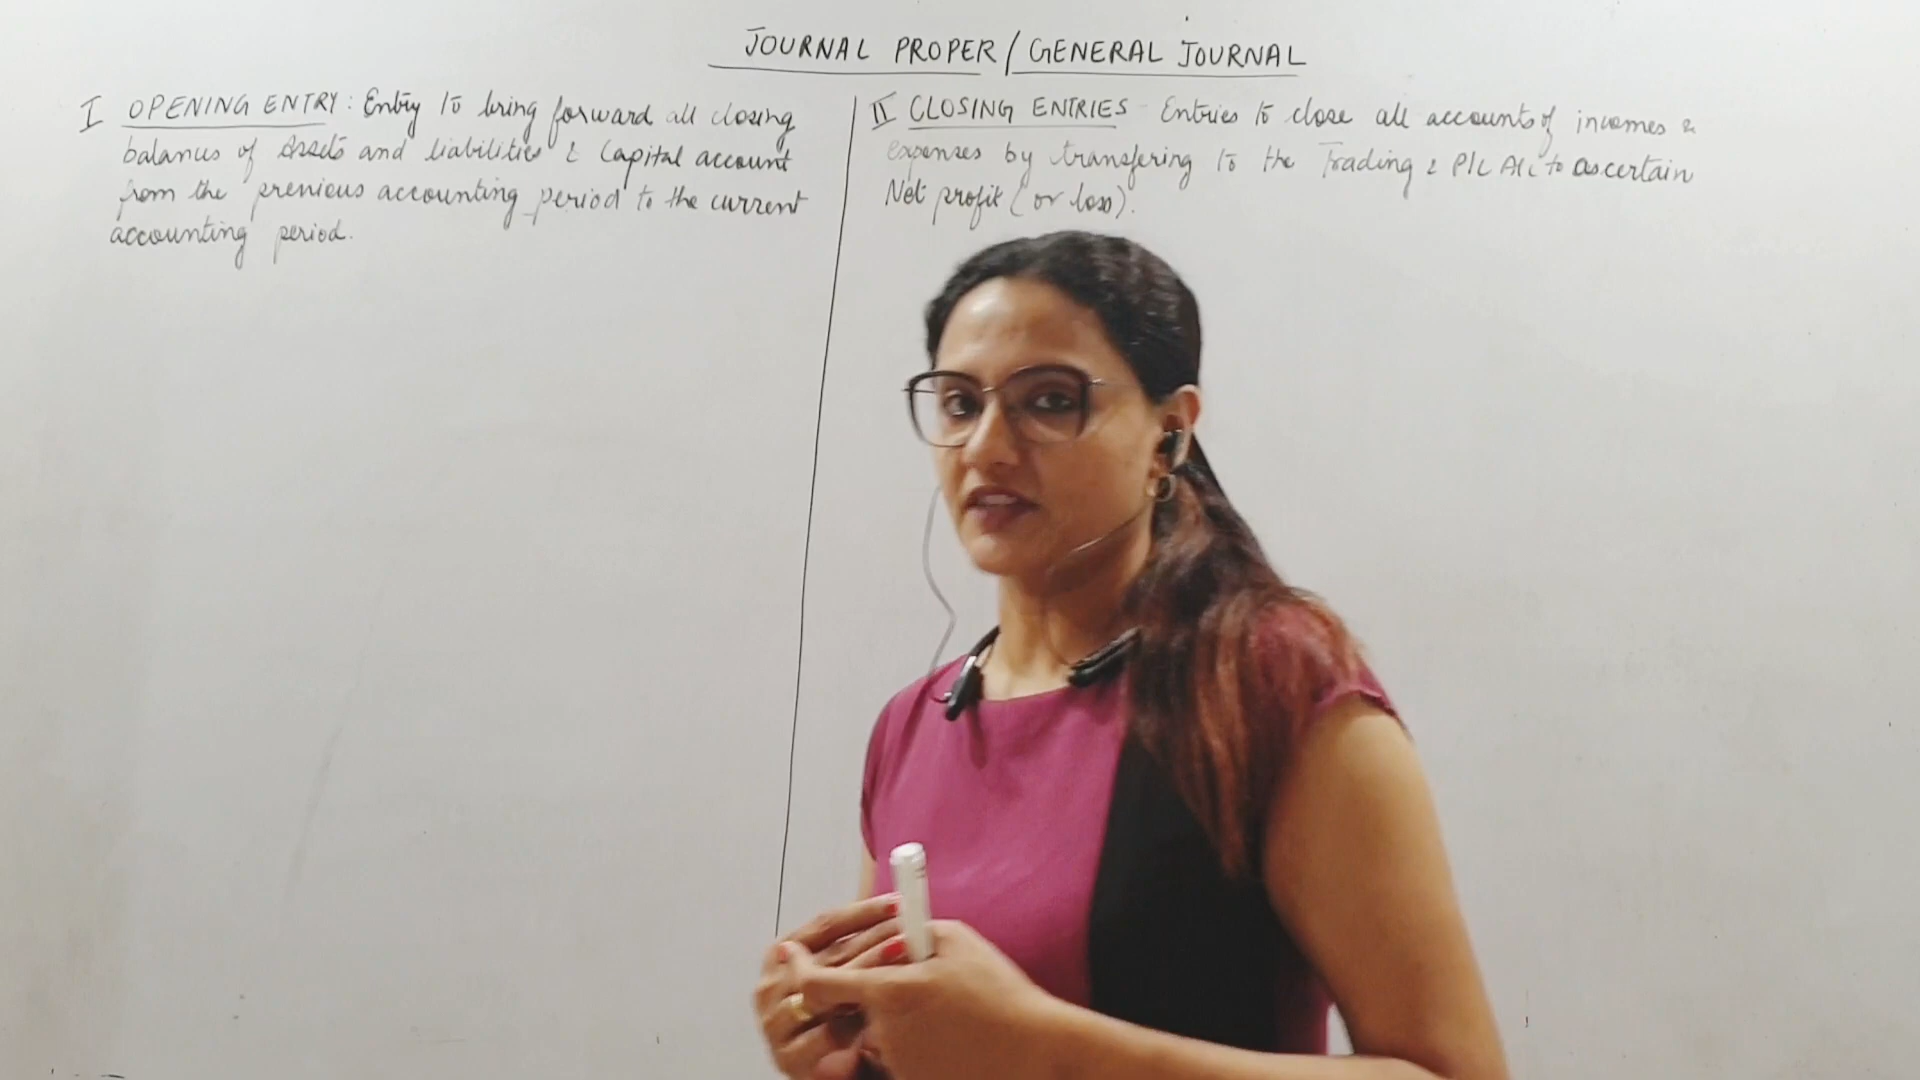 JOURNAL PROPER / GENERAL JOURNAL
I OPENING ENTRY : Entry to bring forward all closing
balances of Assets and liabilities & Capital account
from the previous accounting period to the current
accounting period.
II CLOSING ENTRIES - Entries to close all accounts of incomes &
expenses by transfering to the Trading & P/L A/c to ascertain
Net profit (or loss).